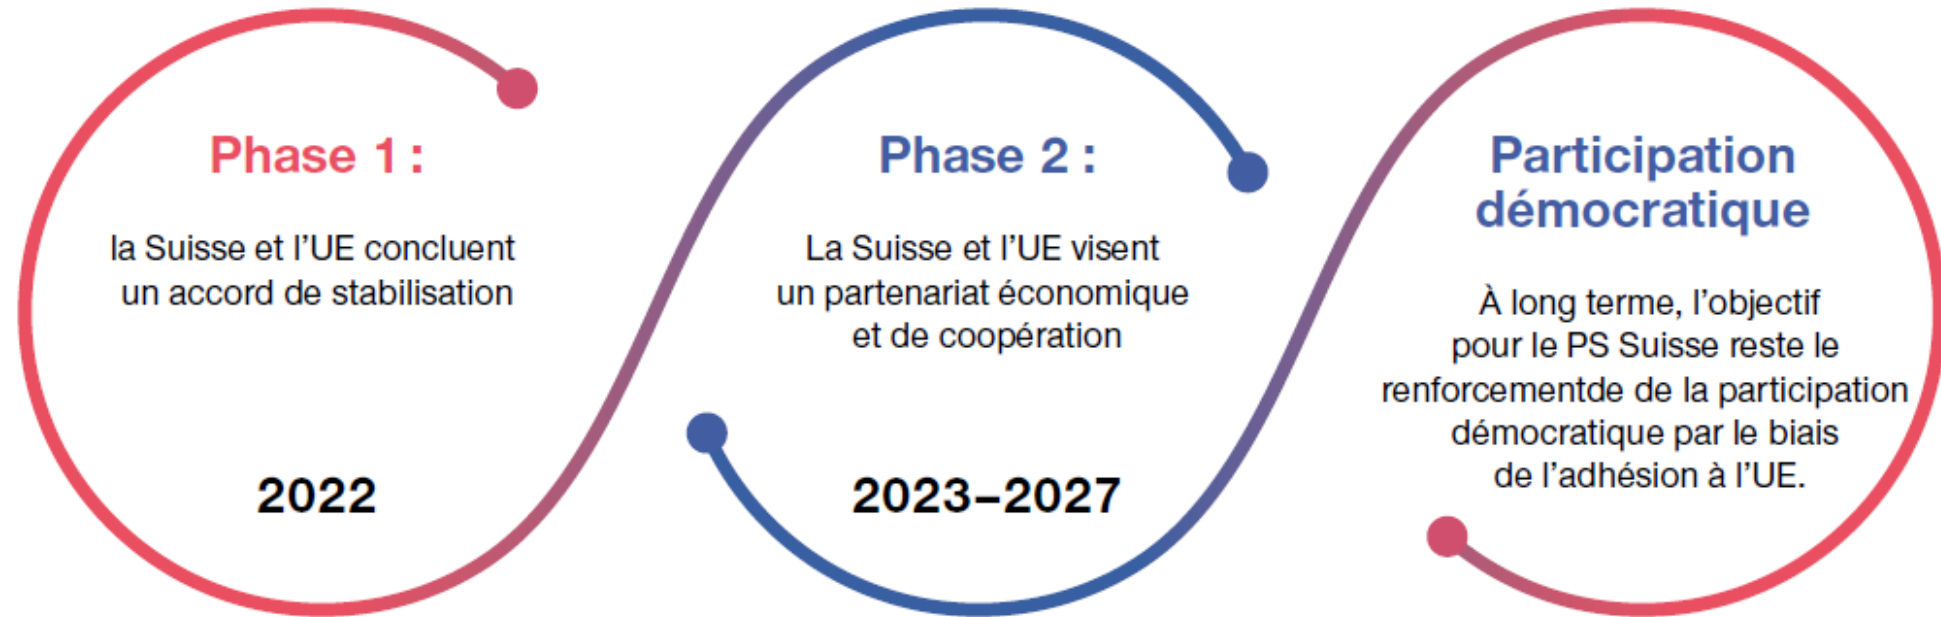 Phase 1 :
la Suisse et l’UE concluent
un accord de stabilisation
2022
Phase 2 :
La Suisse et l’UE visent
un partenariat économique
et de coopération
2023–2027
Participation
démocratique
À long terme, l’objectif
pour le PS Suisse reste le
renforcementde de la participation
démocratique par le biais
de l’adhésion à l’UE.